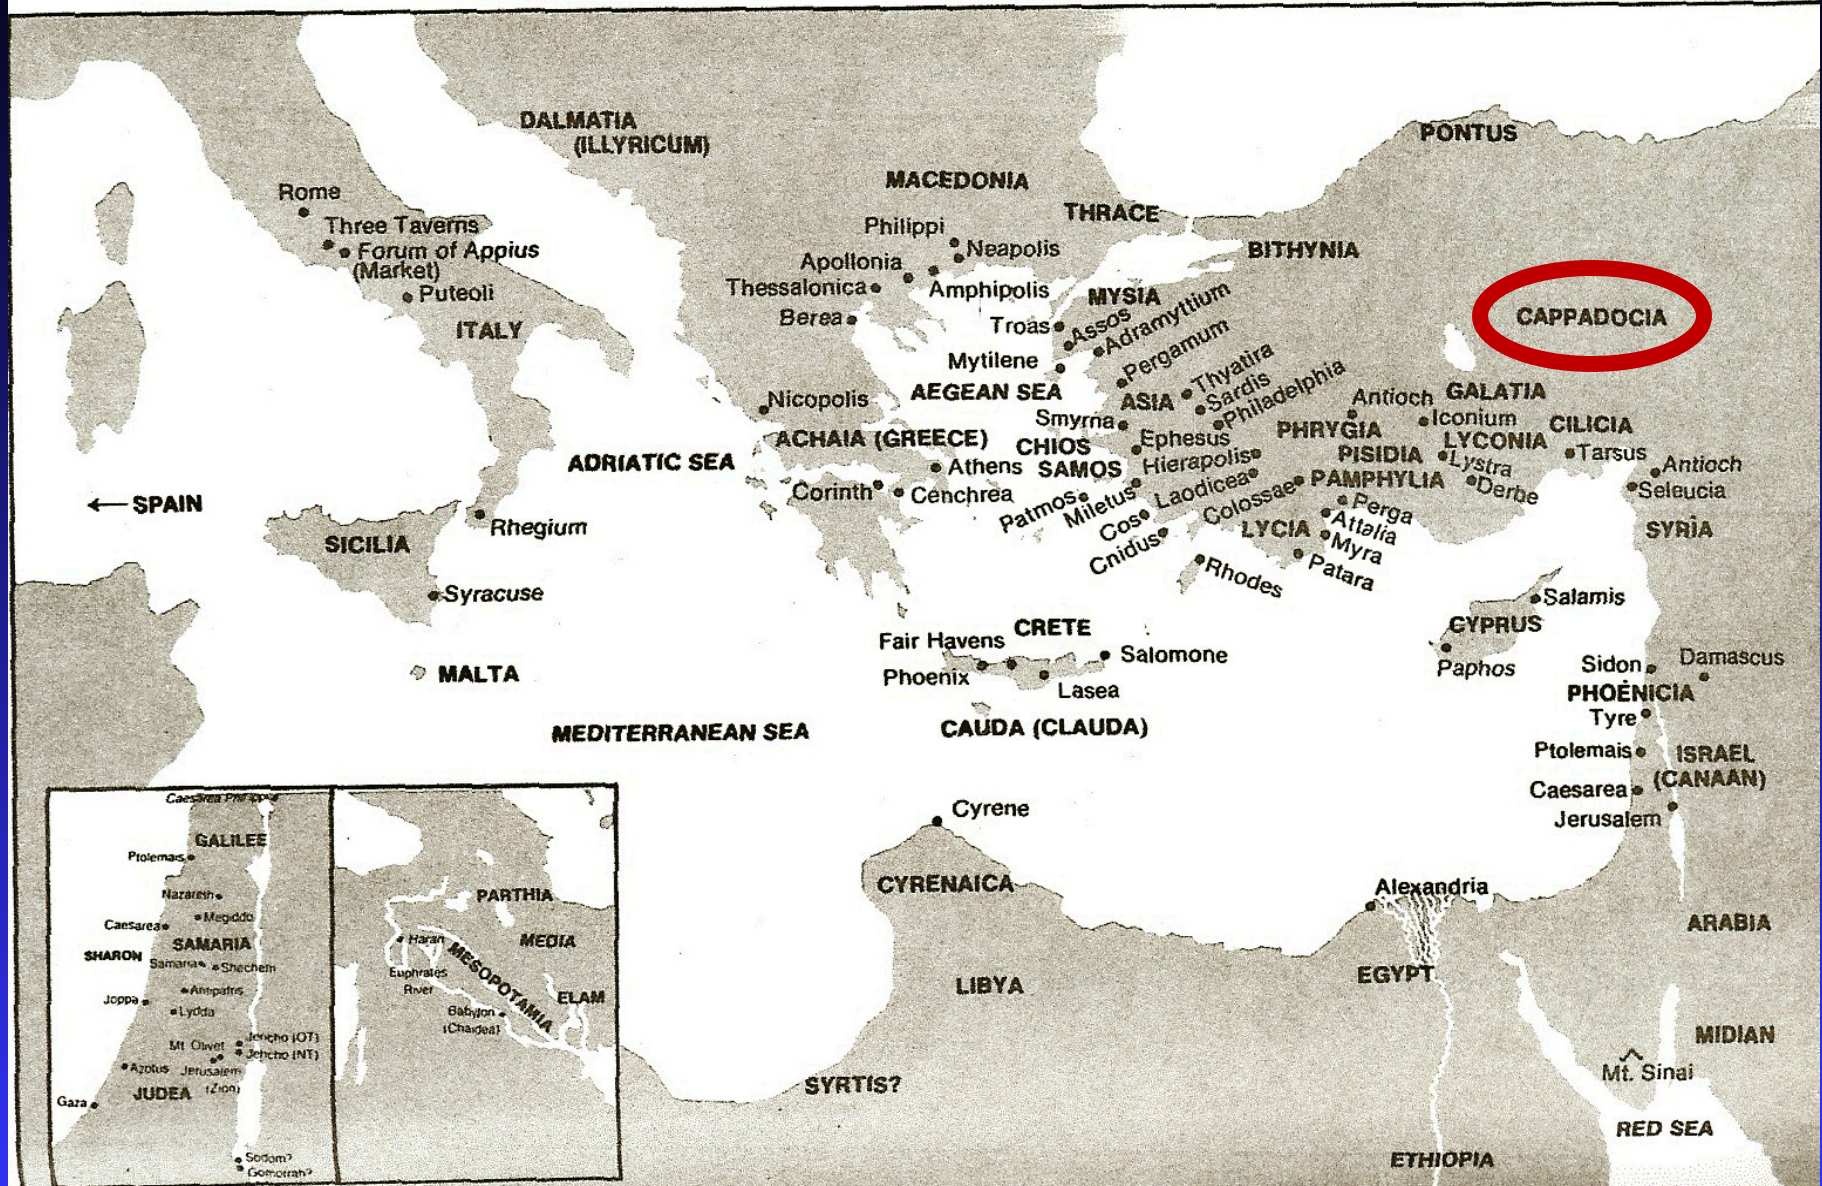 DALMATIA
(ILLYRICUM)
PONTUS
MACEDONIA
THRACE
Rome
Three Taverns
Forum of Appius
(Market)
Puteoli
ITALY
Philippi
Neapolis
Apollonia
Thessalonica
Amphipolis
Berea
BITHYNIA
CAPPADOCIA
MYSIA
Troas
Assos
Adramyttium
Mytilene
Pergamum
AEGEAN SEA
ASIA
Thyatira
Sardis
Philadelphia
Smyrna
Antioch
GALATIA
Iconium
Nicopolis
ACHAIA (GREECE)
CHIOS
Ephesus
PHRYGIA
LYCONIA
CILICIA
ADRIATIC SEA
Athens
SAMOS
Hierapolis
PISIDIA
Lystra
Tarsus
Antioch
Corinth
Cenchrea
Patmos
Miletus
Laodicea
Colossae
PAMPHYLIA
Derbe
Seleucia
← SPAIN
Rhegium
Cos
Cnidus
LYCIA
Perga
Attalia
Myra
Patara
SYRIA
SICILIA
Syracuse
Rhodes
Salamis
CYPRUS
Paphos
MALTA
Fair Havens
CRETE
Salomone
Phoenix
Lasea
CAUDA (CLAUDA)
MEDITERRANEAN SEA
Sidon
Damascus
PHOENICIA
Tyre
Ptolemais
ISRAEL
(CANAAN)
Caesarea
Jerusalem
Cyrene
CYRENAICA
Alexandria
LIBYA
EGYPT
ARABIA
MIDIAN
SYRTIS?
Mt. Sinai
RED SEA
ETHIOPIA
Caesarea Philippi
GALILEE
Ptolemais
Nazareth
Megiddo
Caesarea
SAMARIA
SHARON
Samaria
Shechem
Antipatris
Joppa
Lydda
Mt Olivet
Jericho (OT)
Jericho (NT)
Azotus
Jerusalem
(Zion)
JUDEA
Gaza
Sodom?
Gomorrah?
PARTHIA
Haran
MEDIA
MESOPOTAMIA
Euphrates
River
ELAM
Babylon
(Chaldea)